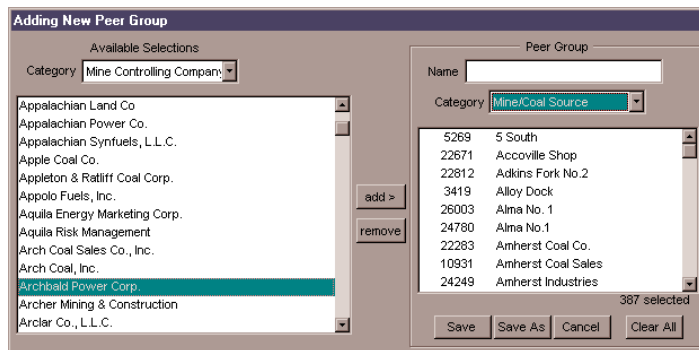 Adding New Peer Group
Available Selections
Category Mine Controlling Company
Appalachian Land Co
Appalachian Power Co.
Appalachian Synfuels, L.L.C.
Apple Coal Co.
Appleton & Ratliff Coal Corp.
Appolo Fuels, Inc.
Aquila Energy Marketing Corp.
Aquila Risk Management
Arch Coal Sales Co., Inc.
Arch Coal, Inc.
Archbald Power Corp.
Archer Mining & Construction
Arclar Co., L.L.C.
add >
remove
Peer Group
Name
Category Mine/Coal Source
5269 5 South
22671 Accoville Shop
22812 Adkins Fork No.2
3419 Alloy Dock
26003 Alma No. 1
24780 Alma No.1
22283 Amherst Coal Co.
10931 Amherst Coal Sales
24249 Amherst Industries
387 selected
Save Save As Cancel Clear All